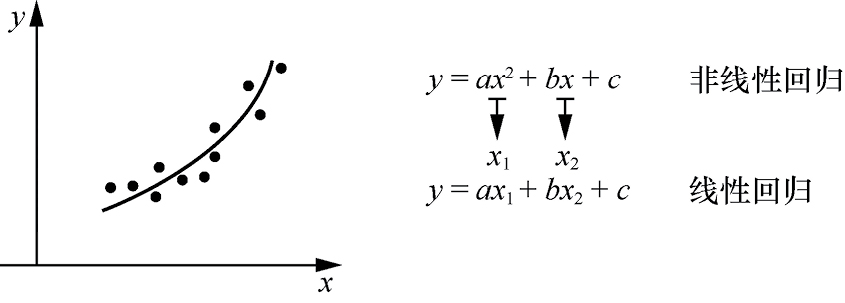 y
x
y = ax² + bx + c 非线性回归
x₁ x₂
y = ax₁ + bx₂ + c 线性回归